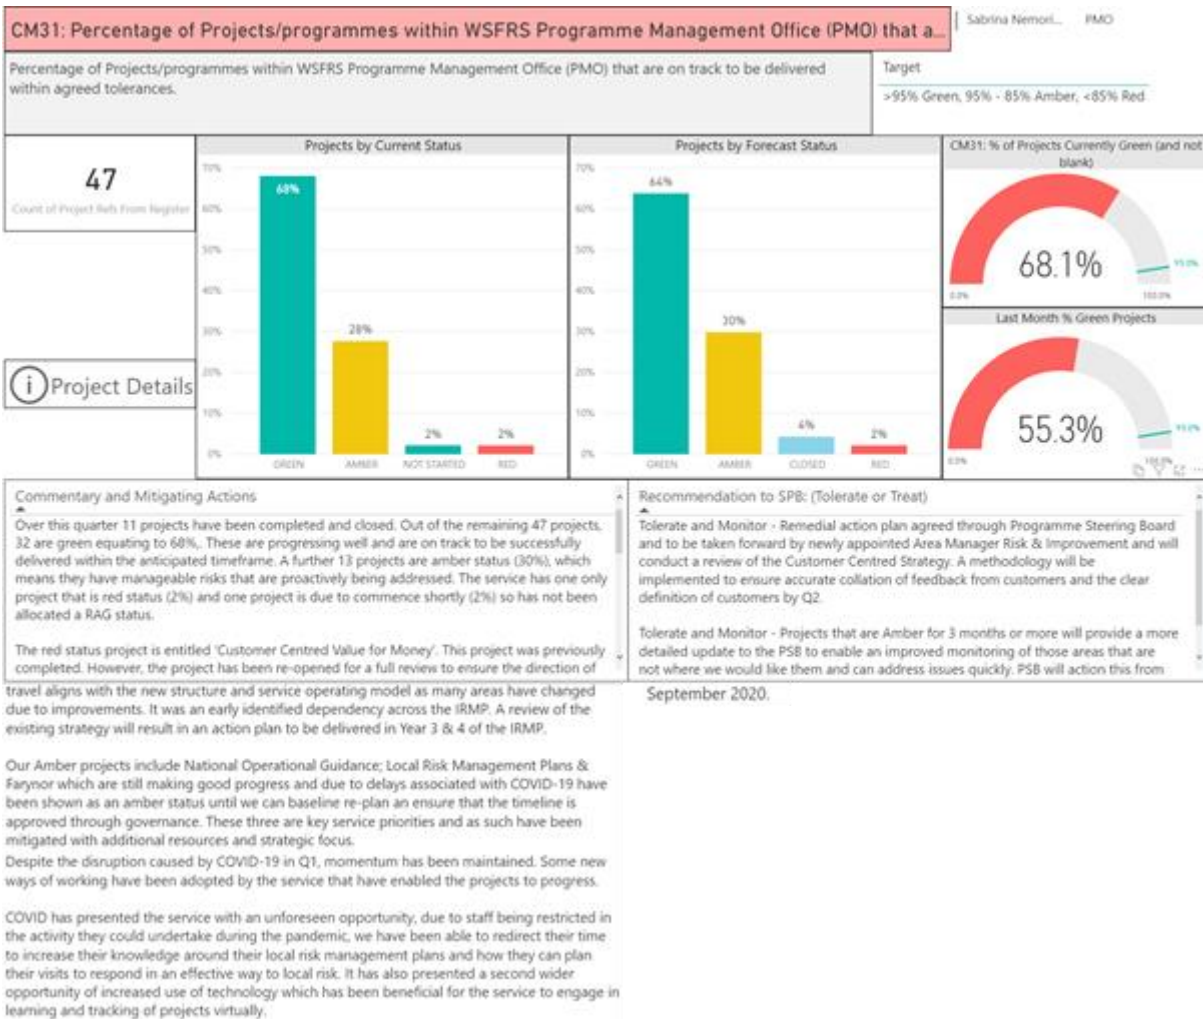 CM31: Percentage of Projects/programmes within WSFRS Programme Management Office (PMO) that a...
Sabrina Nemori... PMO
Percentage of Projects/programmes within WSFRS Programme Management Office (PMO) that are on track to be delivered
within agreed tolerances.
Target
>95% Green, 95% - 85% Amber, <85% Red
47
Count of Project Refs From Register
Project Details
Projects by Current Status
70%
60%
50%
40%
30%
20%
10%
0%
68%
28%
2%
2%
GREEN AMBER NOT STARTED RED
Projects by Forecast Status
70%
60%
50%
40%
30%
20%
10%
0%
64%
30%
4%
2%
GREEN AMBER CLOSED RED
CM31: % of Projects Currently Green (and not
blank)
68.1%
95.0%
0.0% 100.0%
Last Month % Green Projects
55.3%
95.0%
0.0% 100.0%
Commentary and Mitigating Actions
Over this quarter 11 projects have been completed and closed. Out of the remaining 47 projects,
32 are green equating to 68%,. These are progressing well and are on track to be successfully
delivered within the anticipated timeframe. A further 13 projects are amber status (30%), which
means they have manageable risks that are proactively being addressed. The service has one only
project that is red status (2%) and one project is due to commence shortly (2%) so has not been
allocated a RAG status.
The red status project is entitled 'Customer Centred Value for Money'. This project was previously
completed. However, the project has been re-opened for a full review to ensure the direction of
travel aligns with the new structure and service operating model as many areas have changed
due to improvements. It was an early identified dependency across the IRMP. A review of the
existing strategy will result in an action plan to be delivered in Year 3 & 4 of the IRMP.
Our Amber projects include National Operational Guidance; Local Risk Management Plans &
Farynor which are still making good progress and due to delays associated with COVID-19 have
been shown as an amber status until we can baseline re-plan an ensure that the timeline is
approved through governance. These three are key service priorities and as such have been
mitigated with additional resources and strategic focus.
Despite the disruption caused by COVID-19 in Q1, momentum has been maintained. Some new
ways of working have been adopted by the service that have enabled the projects to progress.
COVID has presented the service with an unforeseen opportunity, due to staff being restricted in
the activity they could undertake during the pandemic, we have been able to redirect their time
to increase their knowledge around their local risk management plans and how they can plan
their visits to respond in an effective way to local risk. It has also presented a second wider
opportunity of increased use of technology which has been beneficial for the service to engage in
learning and tracking of projects virtually.
Recommendation to SPB: (Tolerate or Treat)
Tolerate and Monitor - Remedial action plan agreed through Programme Steering Board
and to be taken forward by newly appointed Area Manager Risk & Improvement and will
conduct a review of the Customer Centred Strategy. A methodology will be
implemented to ensure accurate collation of feedback from customers and the clear
definition of customers by Q2.
Tolerate and Monitor - Projects that are Amber for 3 months or more will provide a more
detailed update to the PSB to enable an improved monitoring of those areas that are
not where we would like them and can address issues quickly. PSB will action this from
September 2020.